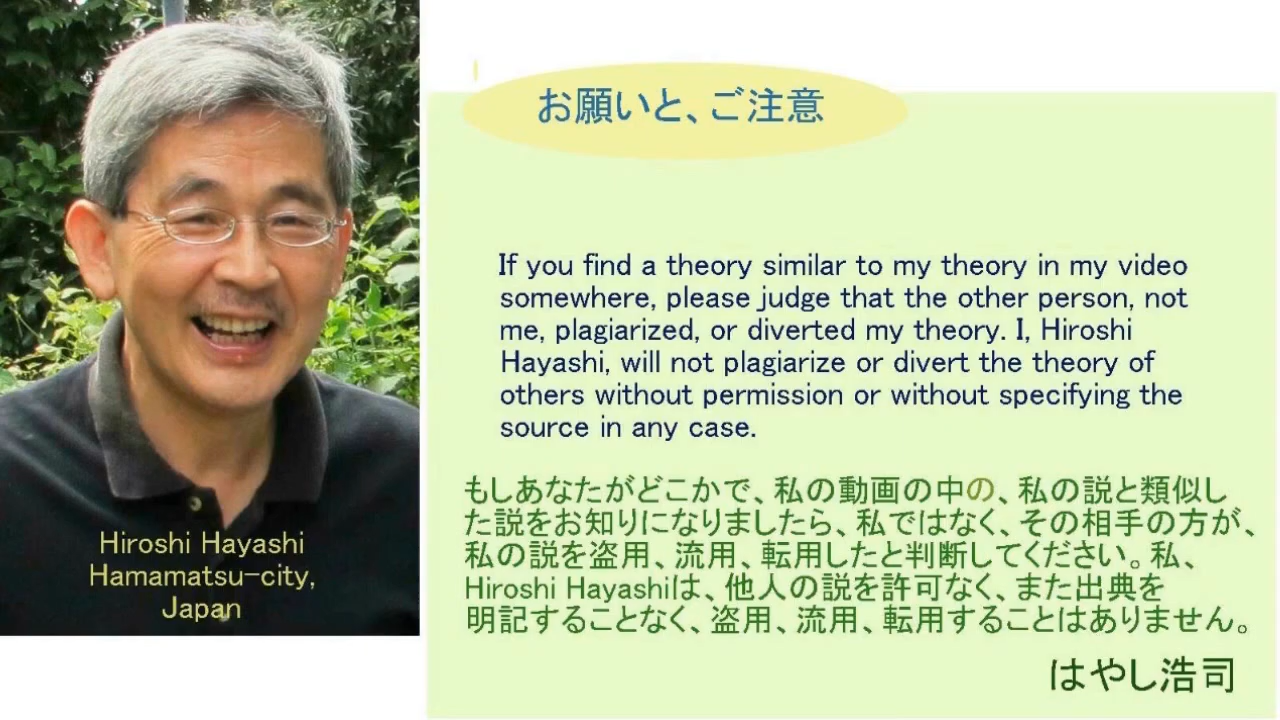 お願いと、ご注意
If you find a theory similar to my theory in my video
somewhere, please judge that the other person, not
me, plagiarized, or diverted my theory. I, Hiroshi
Hayashi, will not plagiarize or divert the theory of
others without permission or without specifying the
source in any case.
もしあなたがどこかで、私の動画の中の、私の説と類似し
た説をお知りになりましたら、私ではなく、その相手の方が、
私の説を盗用、流用、転用したと判断してください。私、
Hiroshi Hayashiは、他人の説を許可なく、また出典を
明記することなく、盗用、流用、転用することはありません。
はやし浩司
Hiroshi Hayashi
Hamamatsu-city,
Japan